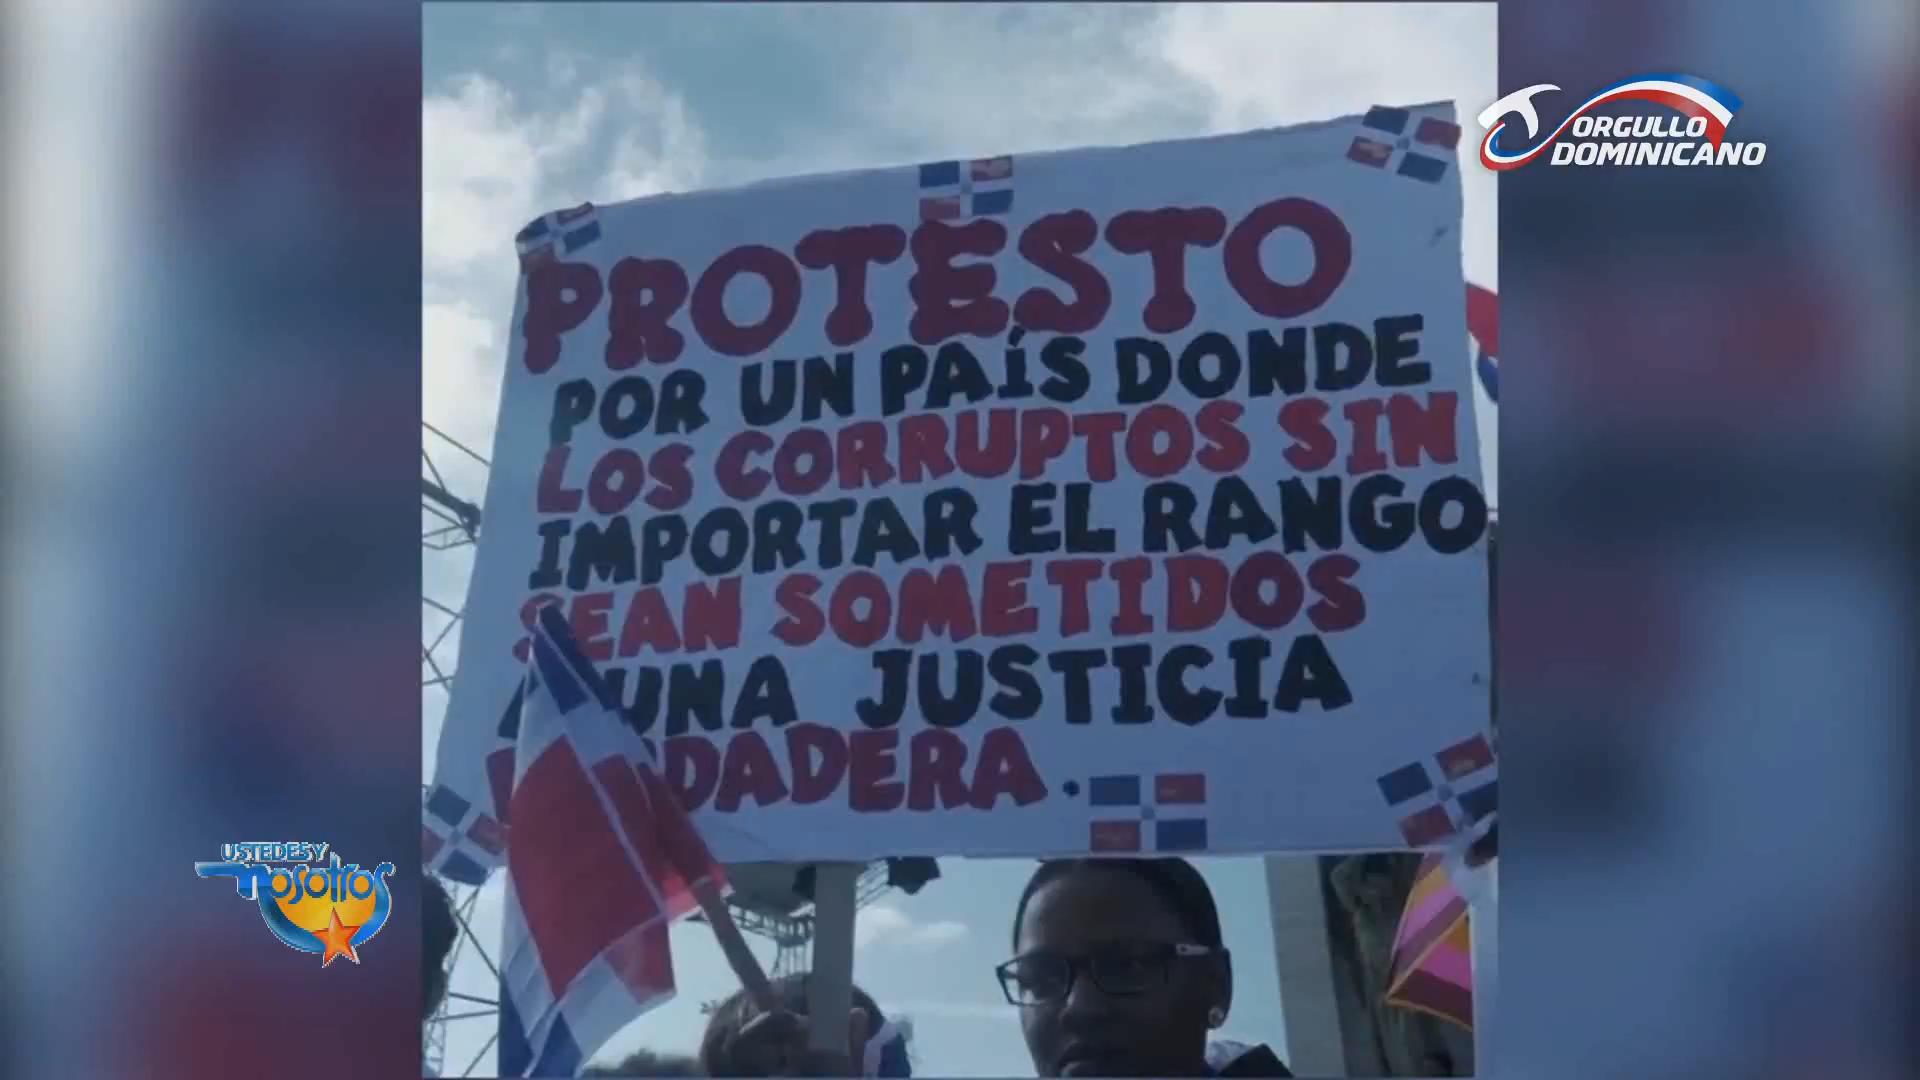 ORGULLO
DOMINICANO
PROTESTO
POR UN PAÍS DONDE
LOS CORRUPTOS SIN
IMPORTAR EL RANGO
SEAN SOMETIDOS
A UNA JUSTICIA
DADERA.
USTEDES Y
nosotros